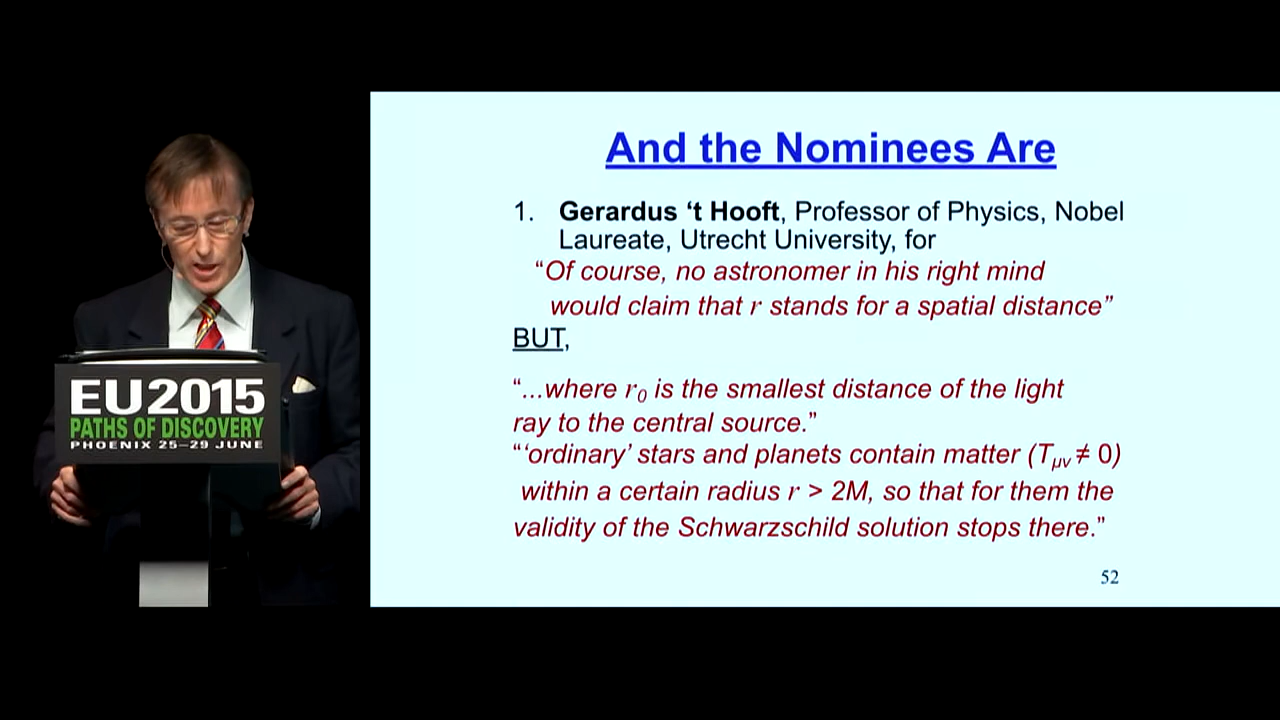 EU2015
PATHS OF DISCOVERY
PHOENIX 25–29 JUNE
And the Nominees Are
1. Gerardus ‘t Hooft, Professor of Physics, Nobel
Laureate, Utrecht University, for
“Of course, no astronomer in his right mind
would claim that r stands for a spatial distance”
BUT,
“...where r₀ is the smallest distance of the light
ray to the central source.”
“‘ordinary’ stars and planets contain matter (Tμν ≠ 0)
within a certain radius r > 2M, so that for them the
validity of the Schwarzschild solution stops there.”
52